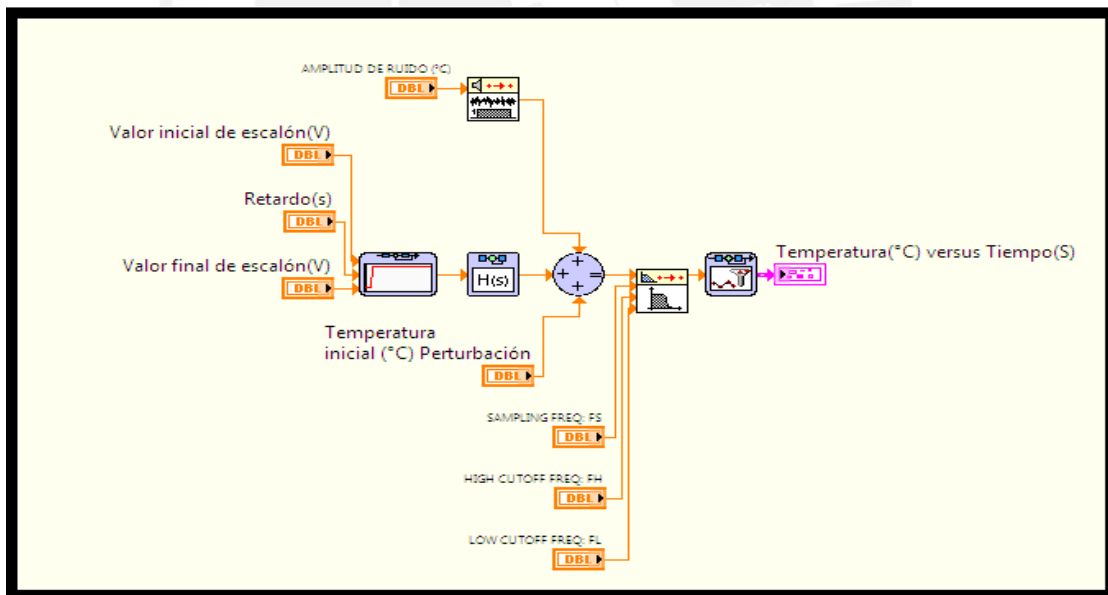 AMPLITUD DE RUIDO (°C)
DBL
Valor inicial de escalón(V)
DBL
Retardo(s)
DBL
Valor final de escalón(V)
DBL
H(s)
Temperatura(°C) versus Tiempo(S)
Temperatura
inicial (°C) Perturbación
DBL
SAMPLING FREQ: FS
DBL
HIGH CUTOFF FREQ: FH
DBL
LOW CUTOFF FREQ: FL
DBL